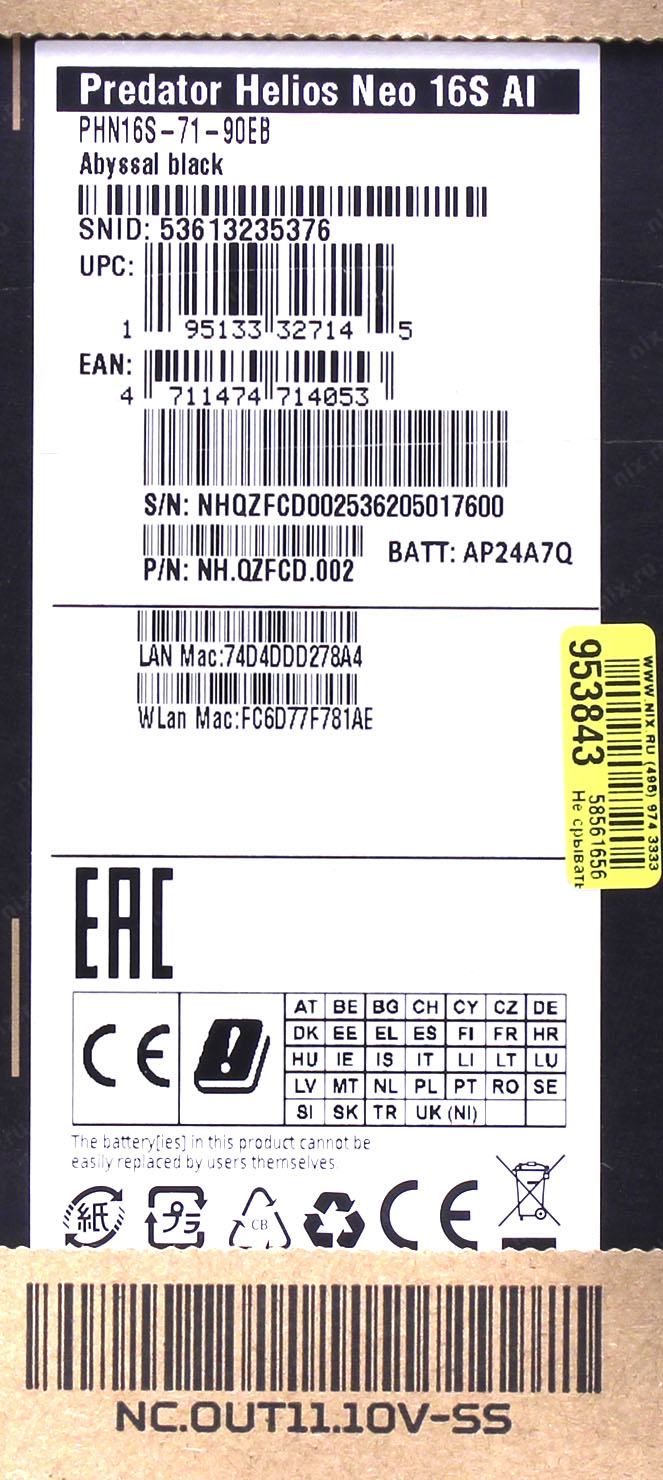 Predator Helios Neo 16S AI
PHN16S-71-90EB
Abyssal black
SNID: 53613235376
UPC:
1 95133 32714 5
EAN:
4 711474 714053
S/N: NHQZFCD002536205017600
P/N: NH.QZFCD.002
BATT: AP24A7Q
LAN Mac:74D4DDD278A4
WLan Mac:FC6D77F781AE
WWW.NIX.RU (495) 974 3333
58561656
953843
Не срывать
EAC
CE
AT BE BG CH CY CZ DE
DK EE EL ES FI FR HR
HU IE IS IT LI LT LU
LV MT NL PL PT RO SE
SI SK TR UK (NI)
The battery[ies] in this product cannot be
easily replaced by users themselves.
紙
プラ
CB
CE
NC.OUT11.10V-SS